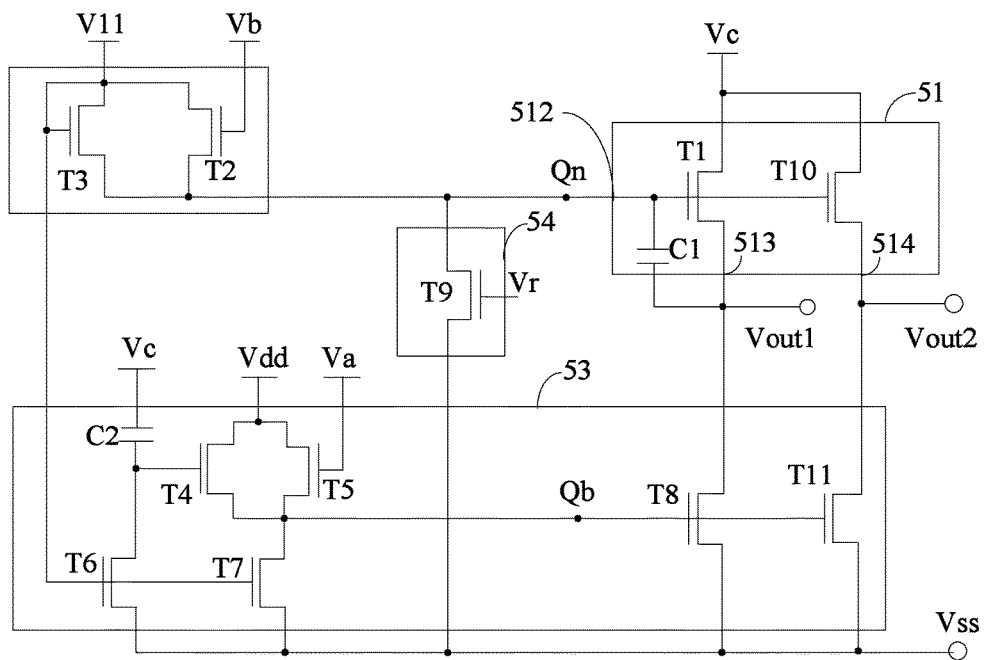 V11
Vb
Vc
51
512
T1
T10
T3
T2
Qn
54
C1
513
514
T9
Vr
Vout1
Vout2
Vc
Vdd
Va
53
C2
T4
T5
Qb
T8
T11
T6
T7
Vss